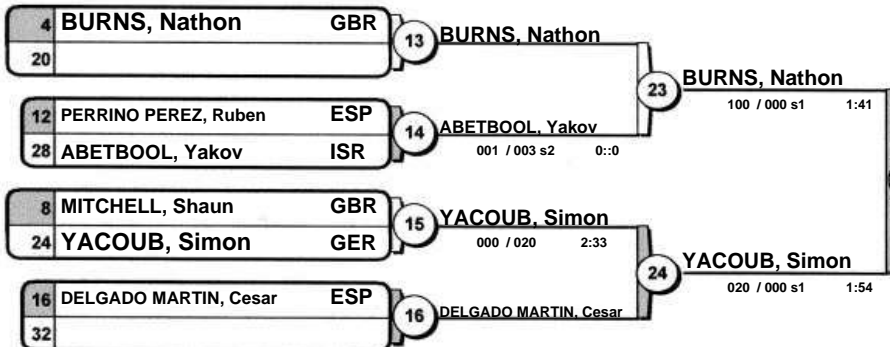 4 BURNS, Nathon GBR
20
13 BURNS, Nathon
12 PERRINO PEREZ, Ruben ESP
28 ABETBOOL, Yakov ISR
14 ABETBOOL, Yakov
001 / 003 s2 0::0
23 BURNS, Nathon
100 / 000 s1 1:41
8 MITCHELL, Shaun GBR
24 YACOUB, Simon GER
15 YACOUB, Simon
000 / 020 2:33
16 DELGADO MARTIN, Cesar ESP
32
16 DELGADO MARTIN, Cesar
24 YACOUB, Simon
020 / 000 s1 1:54